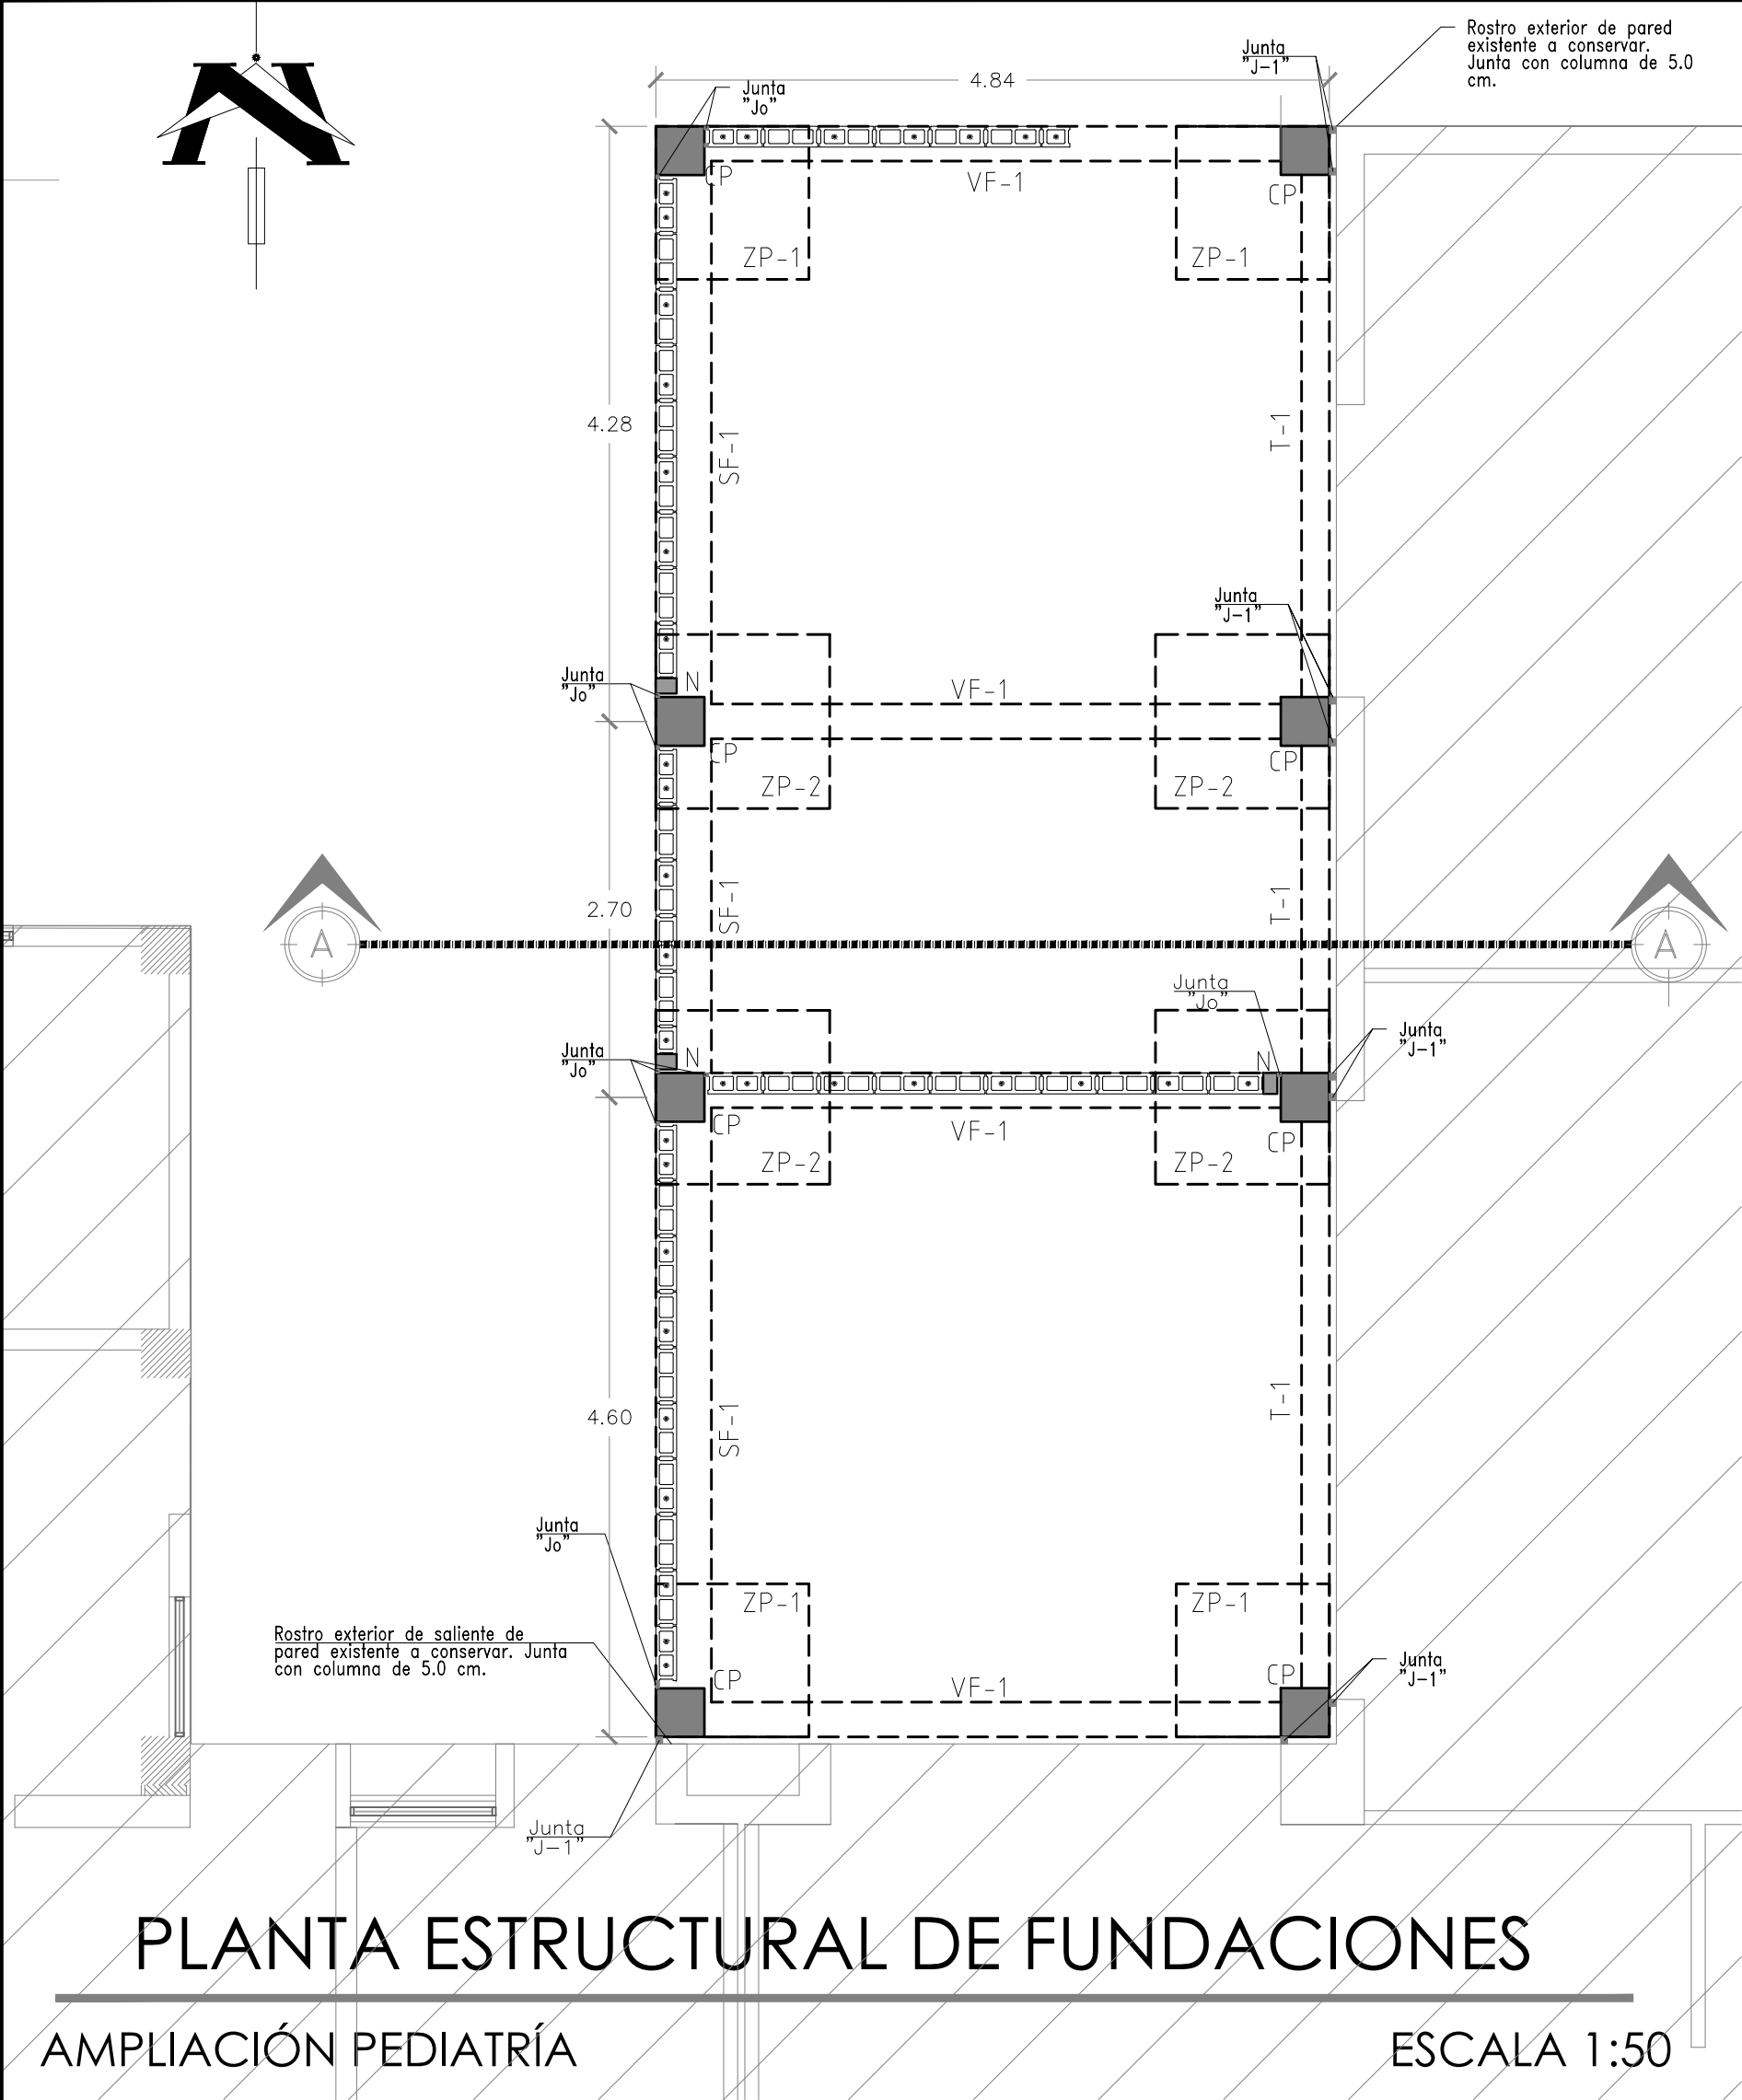 Rostro exterior de pared
existente a conservar.
Junta con columna de 5.0
cm.
Junta
"J-1"
4.84
Junta
"Jo"
N
CP
VF-1
CP
ZP-1
ZP-1
4.28
SF-1
T-1
Junta
"J-1"
Junta
"Jo"
N
VF-1
CP
CP
ZP-2
ZP-2
2.70
SF-1
T-1
A
A
Junta
"Jo"
Junta
"J-1"
Junta
"Jo"
N
N
CP
VF-1
CP
ZP-2
ZP-2
4.60
SF-1
T-1
Junta
"Jo"
ZP-1
ZP-1
Rostro exterior de saliente de
pared existente a conservar. Junta
con columna de 5.0 cm.
CP
VF-1
CP
Junta
"J-1"
Junta
"J-1"
PLANTA ESTRUCTURAL DE FUNDACIONES
AMPLIACIÓN PEDIATRÍA
ESCALA 1:50